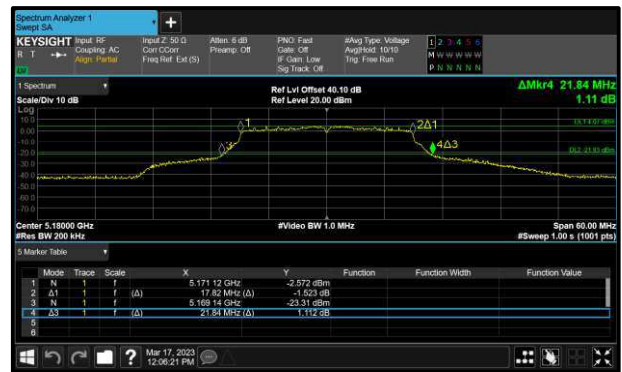 Spectrum Analyzer 1
Swept SA
+
KEYSIGHT Input: RF Input Z: 50 Ω Atten: 6 dB PNO: Fast #Avg Type: Voltage 1 2 3 4 5 6
R T Coupling: AC Corr CCorr Preamp: Off Gate: Off Avg|Hold: 10/10 M W W W W W
Align: Partial Freq Ref: Ext (S) IF Gain: Low Trig: Free Run
Sig Track: Off P N N N N N
1 Spectrum Ref Lvl Offset 40.10 dB ΔMkr4 21.84 MHz
Scale/Div 10 dB Ref Level 20.00 dBm 1.11 dB
Log
10.0
0.00
-10.0
-20.0
-30.0
-40.0
-50.0
-60.0
-70.0
1
2Δ1
3
4Δ3
Center 5.18000 GHz #Video BW 1.0 MHz Span 60.00 MHz
#Res BW 200 kHz #Sweep 1.00 s (1001 pts)
5 Marker Table
Mode Trace Scale X Y Function Function Width Function Value
1 N 1 f 5.171 12 GHz -2.572 dBm
2 Δ1 1 f (Δ) 17.82 MHz (Δ) -1.523 dB
3 N 1 f 5.169 14 GHz -23.31 dBm
4 Δ3 1 f (Δ) 21.84 MHz (Δ) 1.112 dB
5
6
? Mar 17, 2023
12:06:21 PM